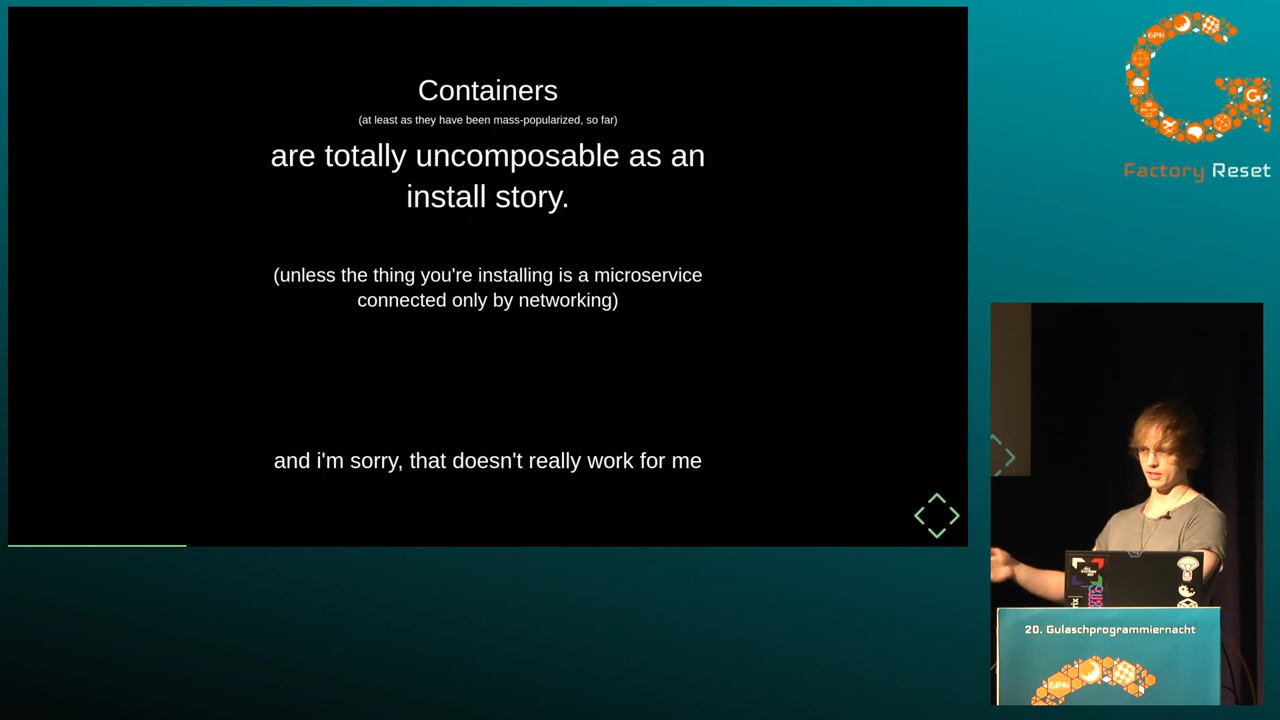 Containers
(at least as they have been mass-popularized, so far)
are totally uncomposable as an
install story.
(unless the thing you're installing is a microservice
connected only by networking)
and i'm sorry, that doesn't really work for me
GPN
G
Factory Reset
20. Gulaschprogrammiernacht
GPN